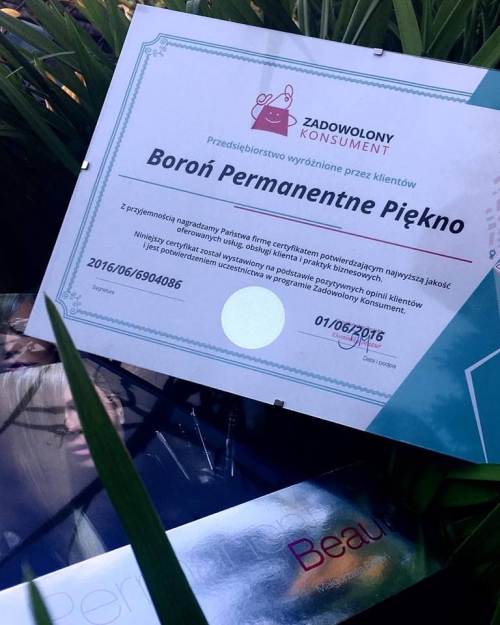 ZADOWOLONY
KONSUMENT
Przedsiębiorstwo wyróżnione przez klientów
Boroń Permanentne Piękno
Z przyjemnością nagradzamy Państwa firmę certyfikatem potwierdzającym najwyższą jakość
oferowanych usług, obsługi klienta i praktyk biznesowych.
Niniejszy certyfikat został wystawiony na podstawie pozytywnych opinii klientów
i jest potwierdzeniem uczestnictwa w programie Zadowolony Konsument.
2016/06/6904086
Sygnatura
01/06/2016
Data i podpis
Beau